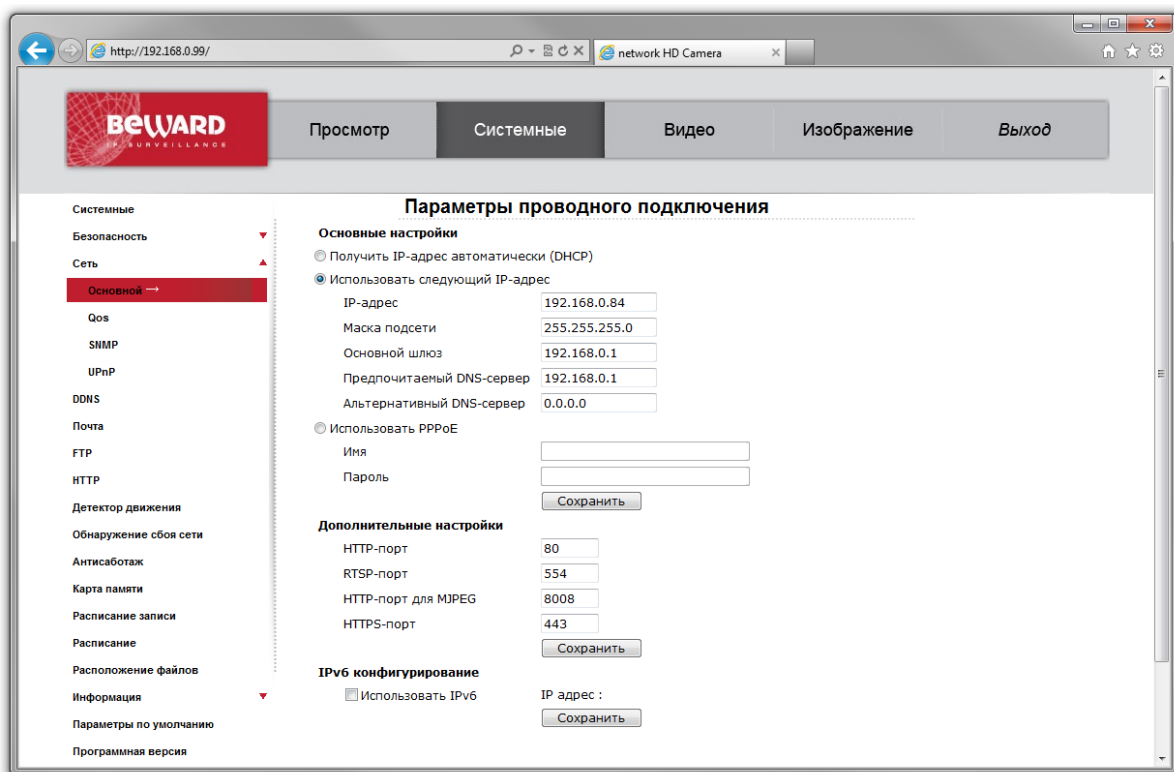 http://192.168.0.99/
network HD Camera
BEWARD
IP SURVEILLANCE
Просмотр
Системные
Видео
Изображение
Выход
Системные
Безопасность
Сеть
Основной →
Qos
SNMP
UPnP
DDNS
Почта
FTP
HTTP
Детектор движения
Обнаружение сбоя сети
Антисаботаж
Карта памяти
Расписание записи
Расписание
Расположение файлов
Информация
Параметры по умолчанию
Программная версия
Параметры проводного подключения
Основные настройки
Получить IP-адрес автоматически (DHCP)
Использовать следующий IP-адрес
IP-адрес 192.168.0.84
Маска подсети 255.255.255.0
Основной шлюз 192.168.0.1
Предпочитаемый DNS-сервер 192.168.0.1
Альтернативный DNS-сервер 0.0.0.0
Использовать PPPoE
Имя
Пароль
Сохранить
Дополнительные настройки
HTTP-порт 80
RTSP-порт 554
HTTP-порт для MJPEG 8008
HTTPS-порт 443
Сохранить
IPv6 конфигурирование
Использовать IPv6 IP адрес :
Сохранить